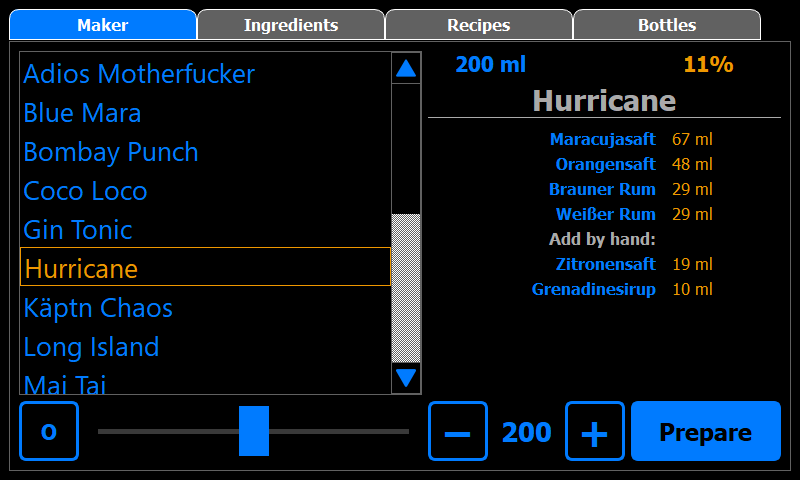 Maker Ingredients Recipes Bottles
Adios Motherfucker
Blue Mara
Bombay Punch
Coco Loco
Gin Tonic
Hurricane
Käptn Chaos
Long Island
Mai Tai
200 ml 11%
Hurricane
Maracujasaft 67 ml
Orangensaft 48 ml
Brauner Rum 29 ml
Weißer Rum 29 ml
Add by hand:
Zitronensaft 19 ml
Grenadinesirup 10 ml
o − 200 + Prepare